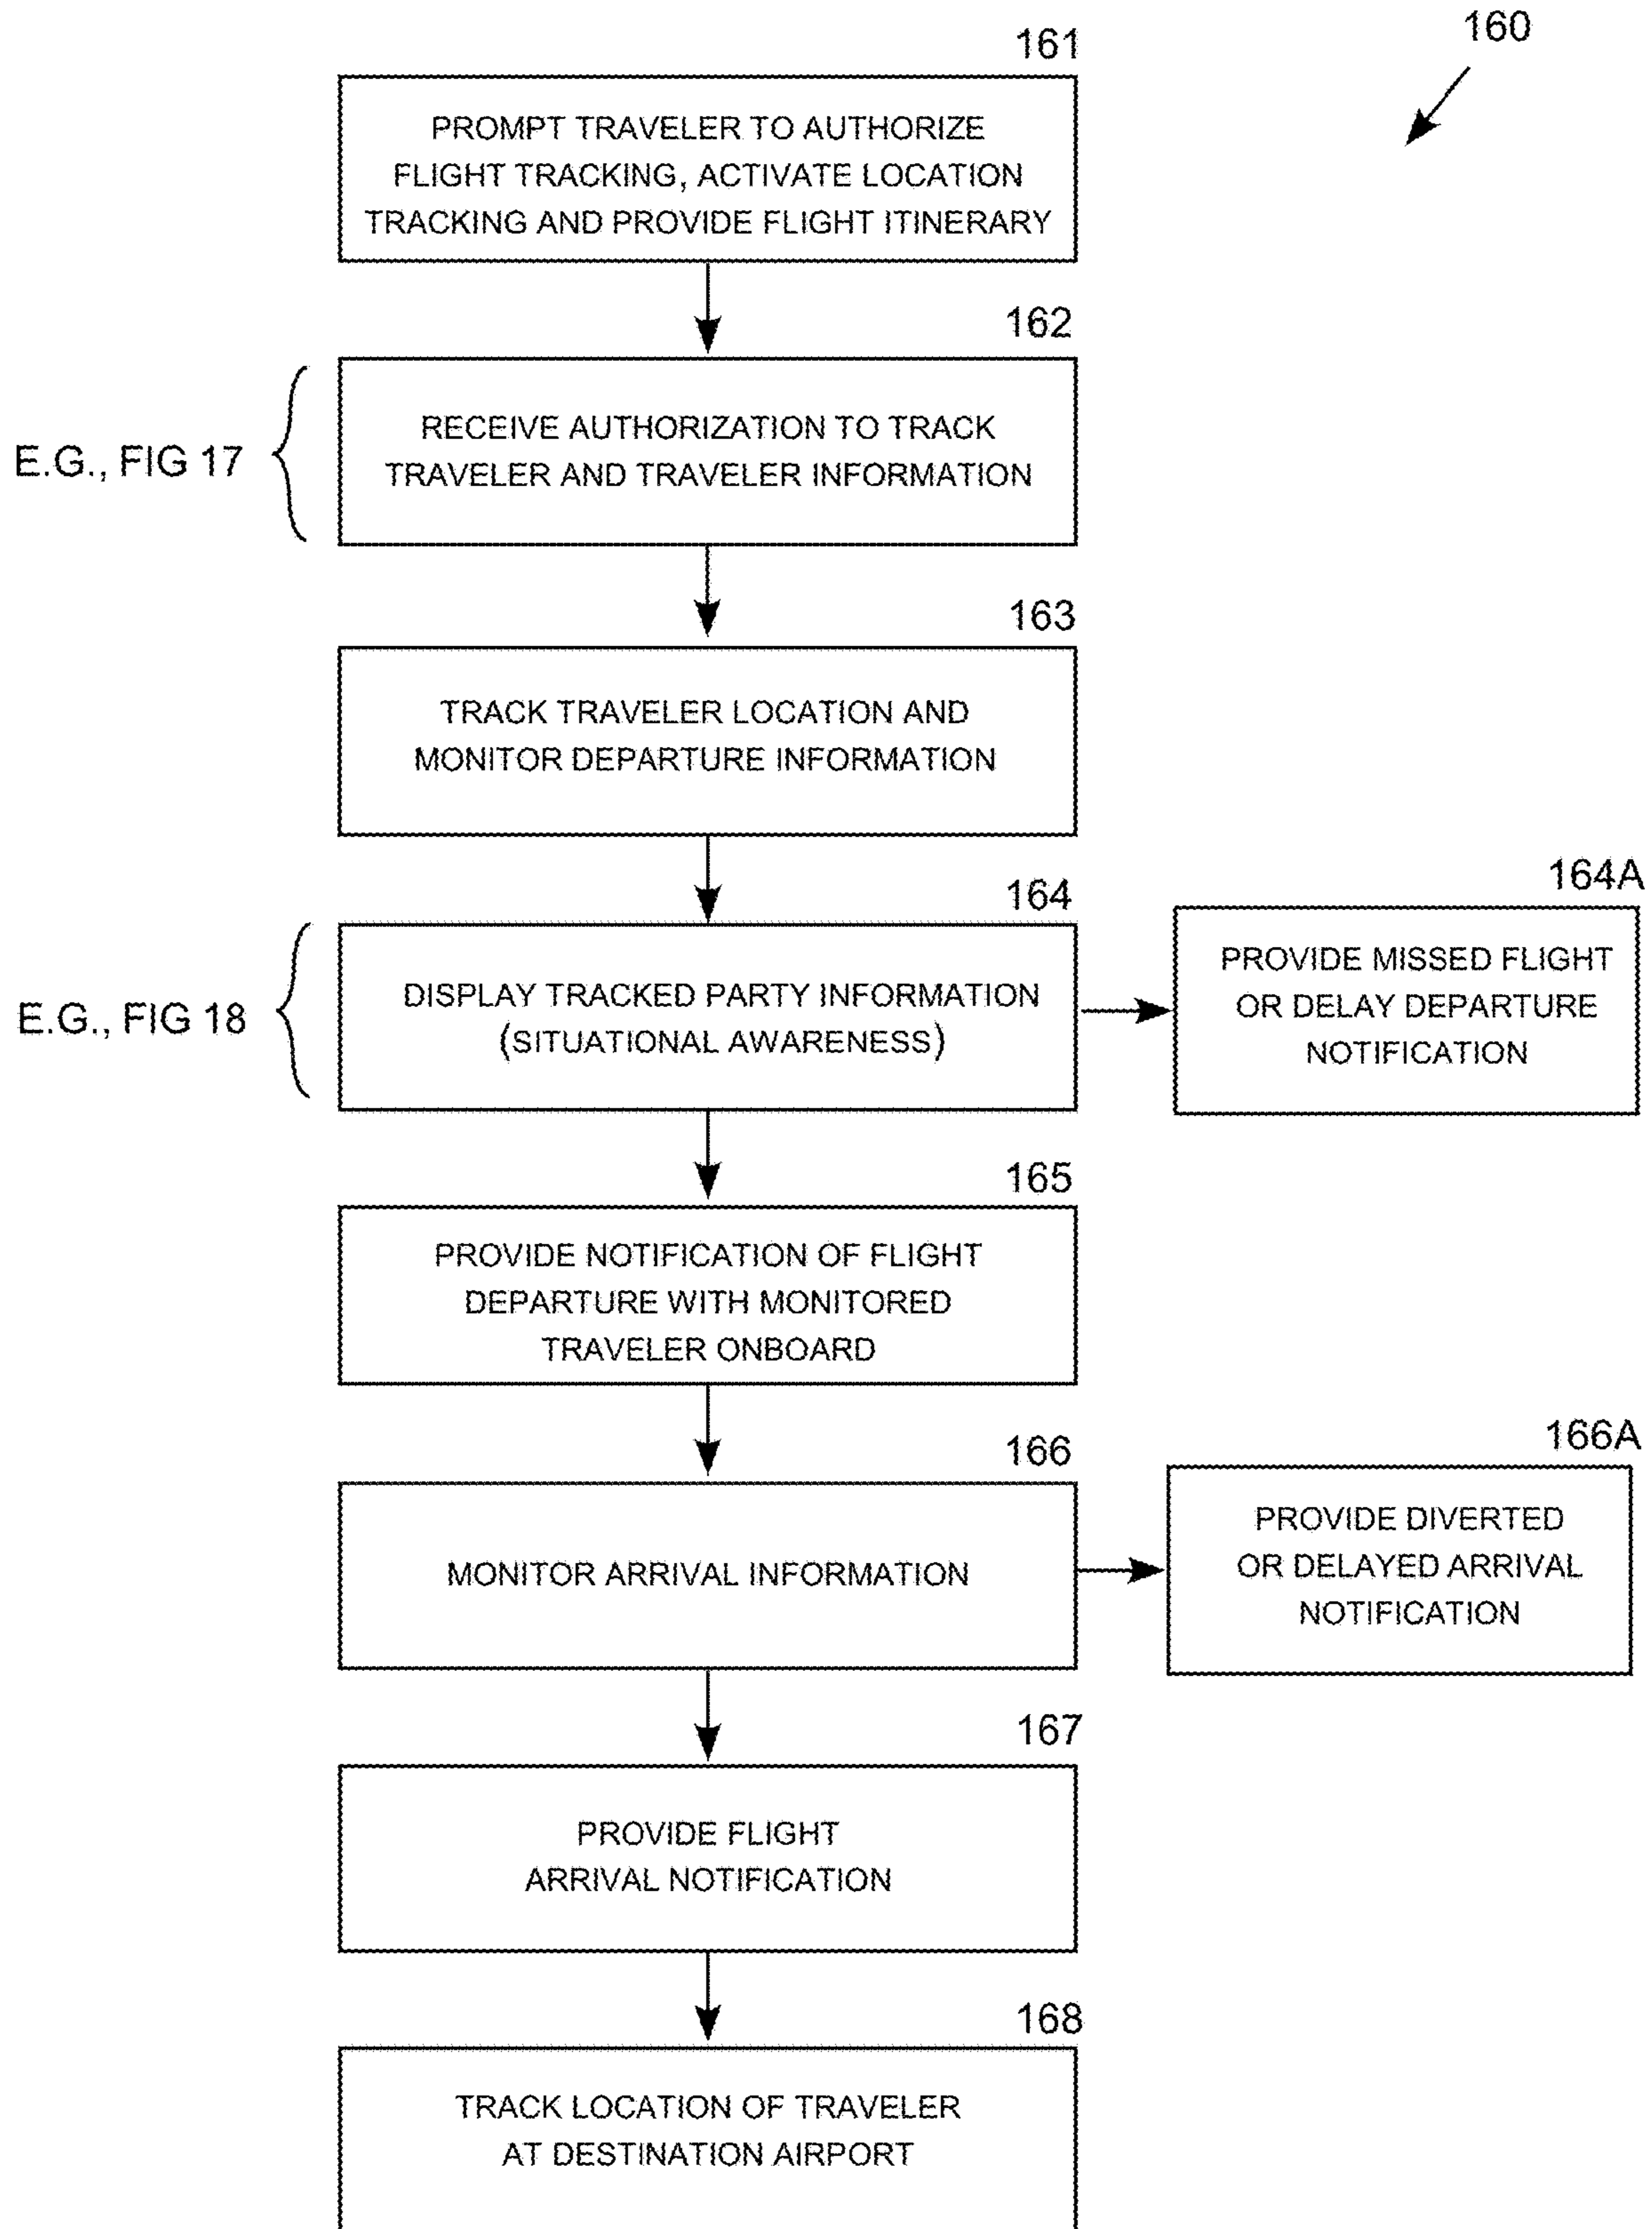 160
161
PROMPT TRAVELER TO AUTHORIZE
FLIGHT TRACKING, ACTIVATE LOCATION
TRACKING AND PROVIDE FLIGHT ITINERARY
162
E.G., FIG 17
RECEIVE AUTHORIZATION TO TRACK
TRAVELER AND TRAVELER INFORMATION
163
TRACK TRAVELER LOCATION AND
MONITOR DEPARTURE INFORMATION
164
E.G., FIG 18
DISPLAY TRACKED PARTY INFORMATION
(SITUATIONAL AWARENESS)
164A
PROVIDE MISSED FLIGHT
OR DELAY DEPARTURE
NOTIFICATION
165
PROVIDE NOTIFICATION OF FLIGHT
DEPARTURE WITH MONITORED
TRAVELER ONBOARD
166
MONITOR ARRIVAL INFORMATION
166A
PROVIDE DIVERTED
OR DELAYED ARRIVAL
NOTIFICATION
167
PROVIDE FLIGHT
ARRIVAL NOTIFICATION
168
TRACK LOCATION OF TRAVELER
AT DESTINATION AIRPORT